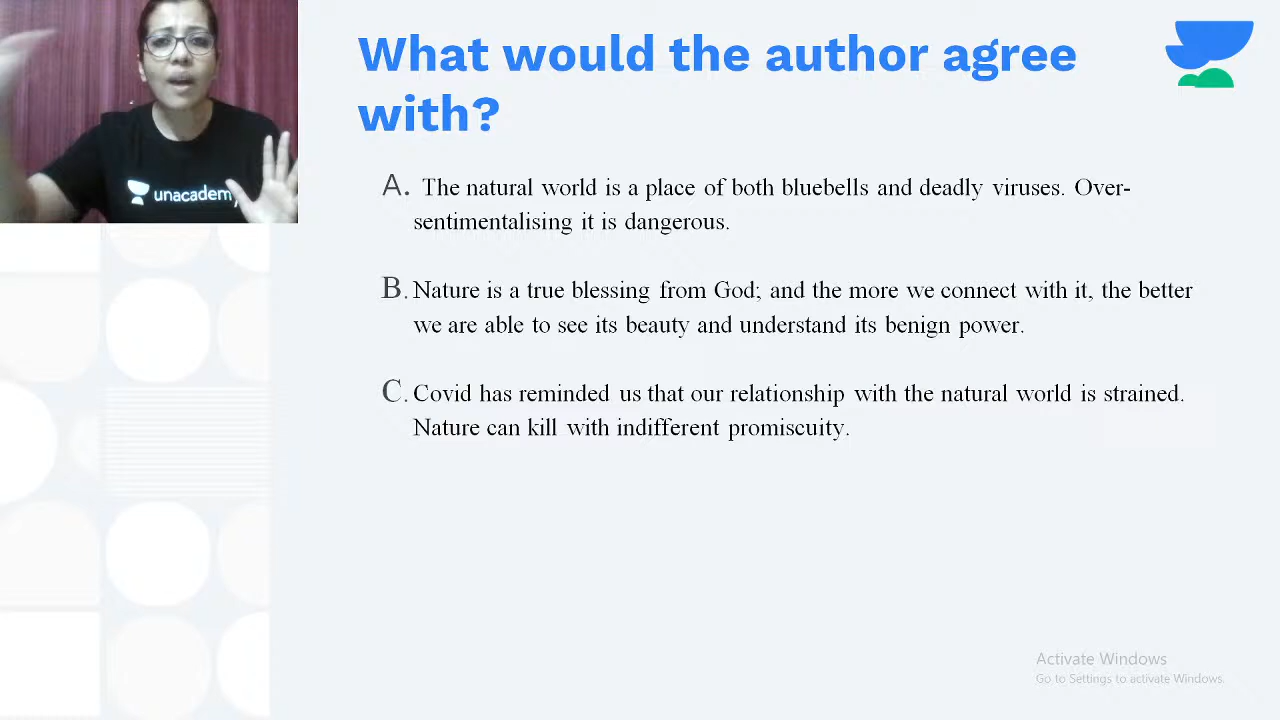 What would the author agree
with?
unacademy
A. The natural world is a place of both bluebells and deadly viruses. Over-
sentimentalising it is dangerous.
B. Nature is a true blessing from God; and the more we connect with it, the better
we are able to see its beauty and understand its benign power.
C. Covid has reminded us that our relationship with the natural world is strained.
Nature can kill with indifferent promiscuity.
Activate Windows
Go to Settings to activate Windows.